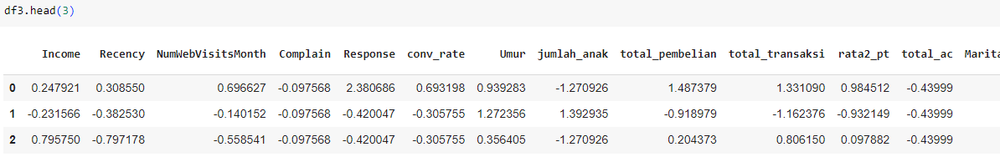 df3.head(3)
Income Recency NumWebVisitsMonth Complain Response conv_rate Umur jumlah_anak total_pembelian total_transaksi rata2_pt total_ac Marita
0 0.247921 0.308550 0.696627 -0.097568 2.380686 0.693198 0.939283 -1.270926 1.487379 1.331090 0.984512 -0.43999
1 -0.231566 -0.382530 -0.140152 -0.097568 -0.420047 -0.305755 1.272356 1.392935 -0.918979 -1.162376 -0.932149 -0.43999
2 0.795750 -0.797178 -0.558541 -0.097568 -0.420047 -0.305755 0.356405 -1.270926 0.204373 0.806150 0.097882 -0.43999